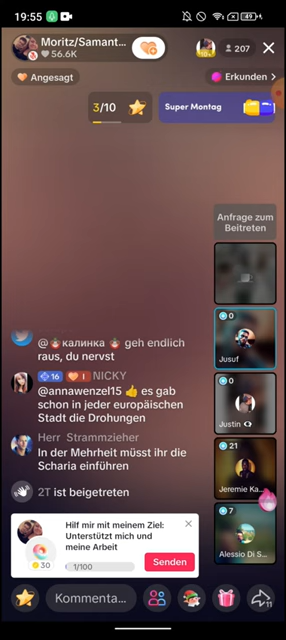 19:55
49
Moritz/Samant...
56.6K
207
Angesagt
Erkunden >
3/10
Super Montag
Anfrage zum
Beitreten
0
Jusuf
0
Justin
21
Jeremie Ka...
7
Alessio Di S...
@калинка geh endlich
raus, du nervst
16 1 NICKY
@annawenzel15 👍 es gab
schon in jeder europäischen
Stadt die Drohungen
Herr Strammzieher
In der Mehrheit müsst ihr die
Scharia einführen
2T ist beigetreten
Hilf mir mit meinem Ziel:
Unterstützt mich und
meine Arbeit
30
1/100
Senden
Kommenta...
11